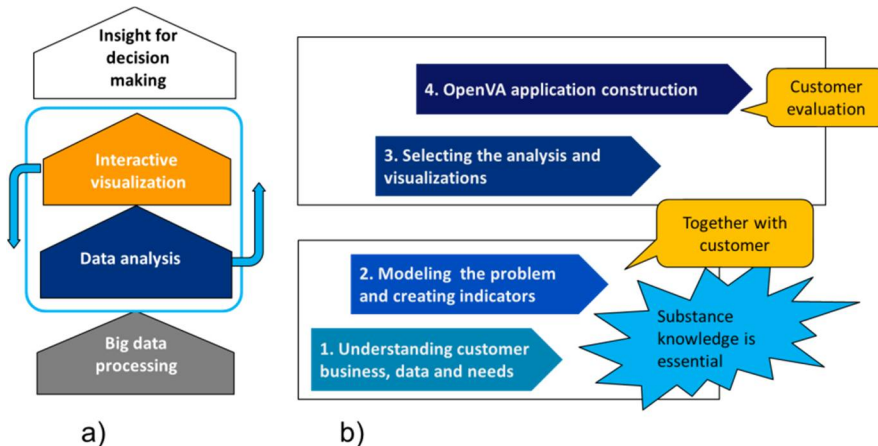 Insight for
decision
making
Interactive
visualization
Data analysis
Big data
processing
a)
4. OpenVA application construction
Customer
evaluation
3. Selecting the analysis and
visualizations
Together with
customer
2. Modeling the problem
and creating indicators
Substance
knowledge is
essential
1. Understanding customer
business, data and needs
b)